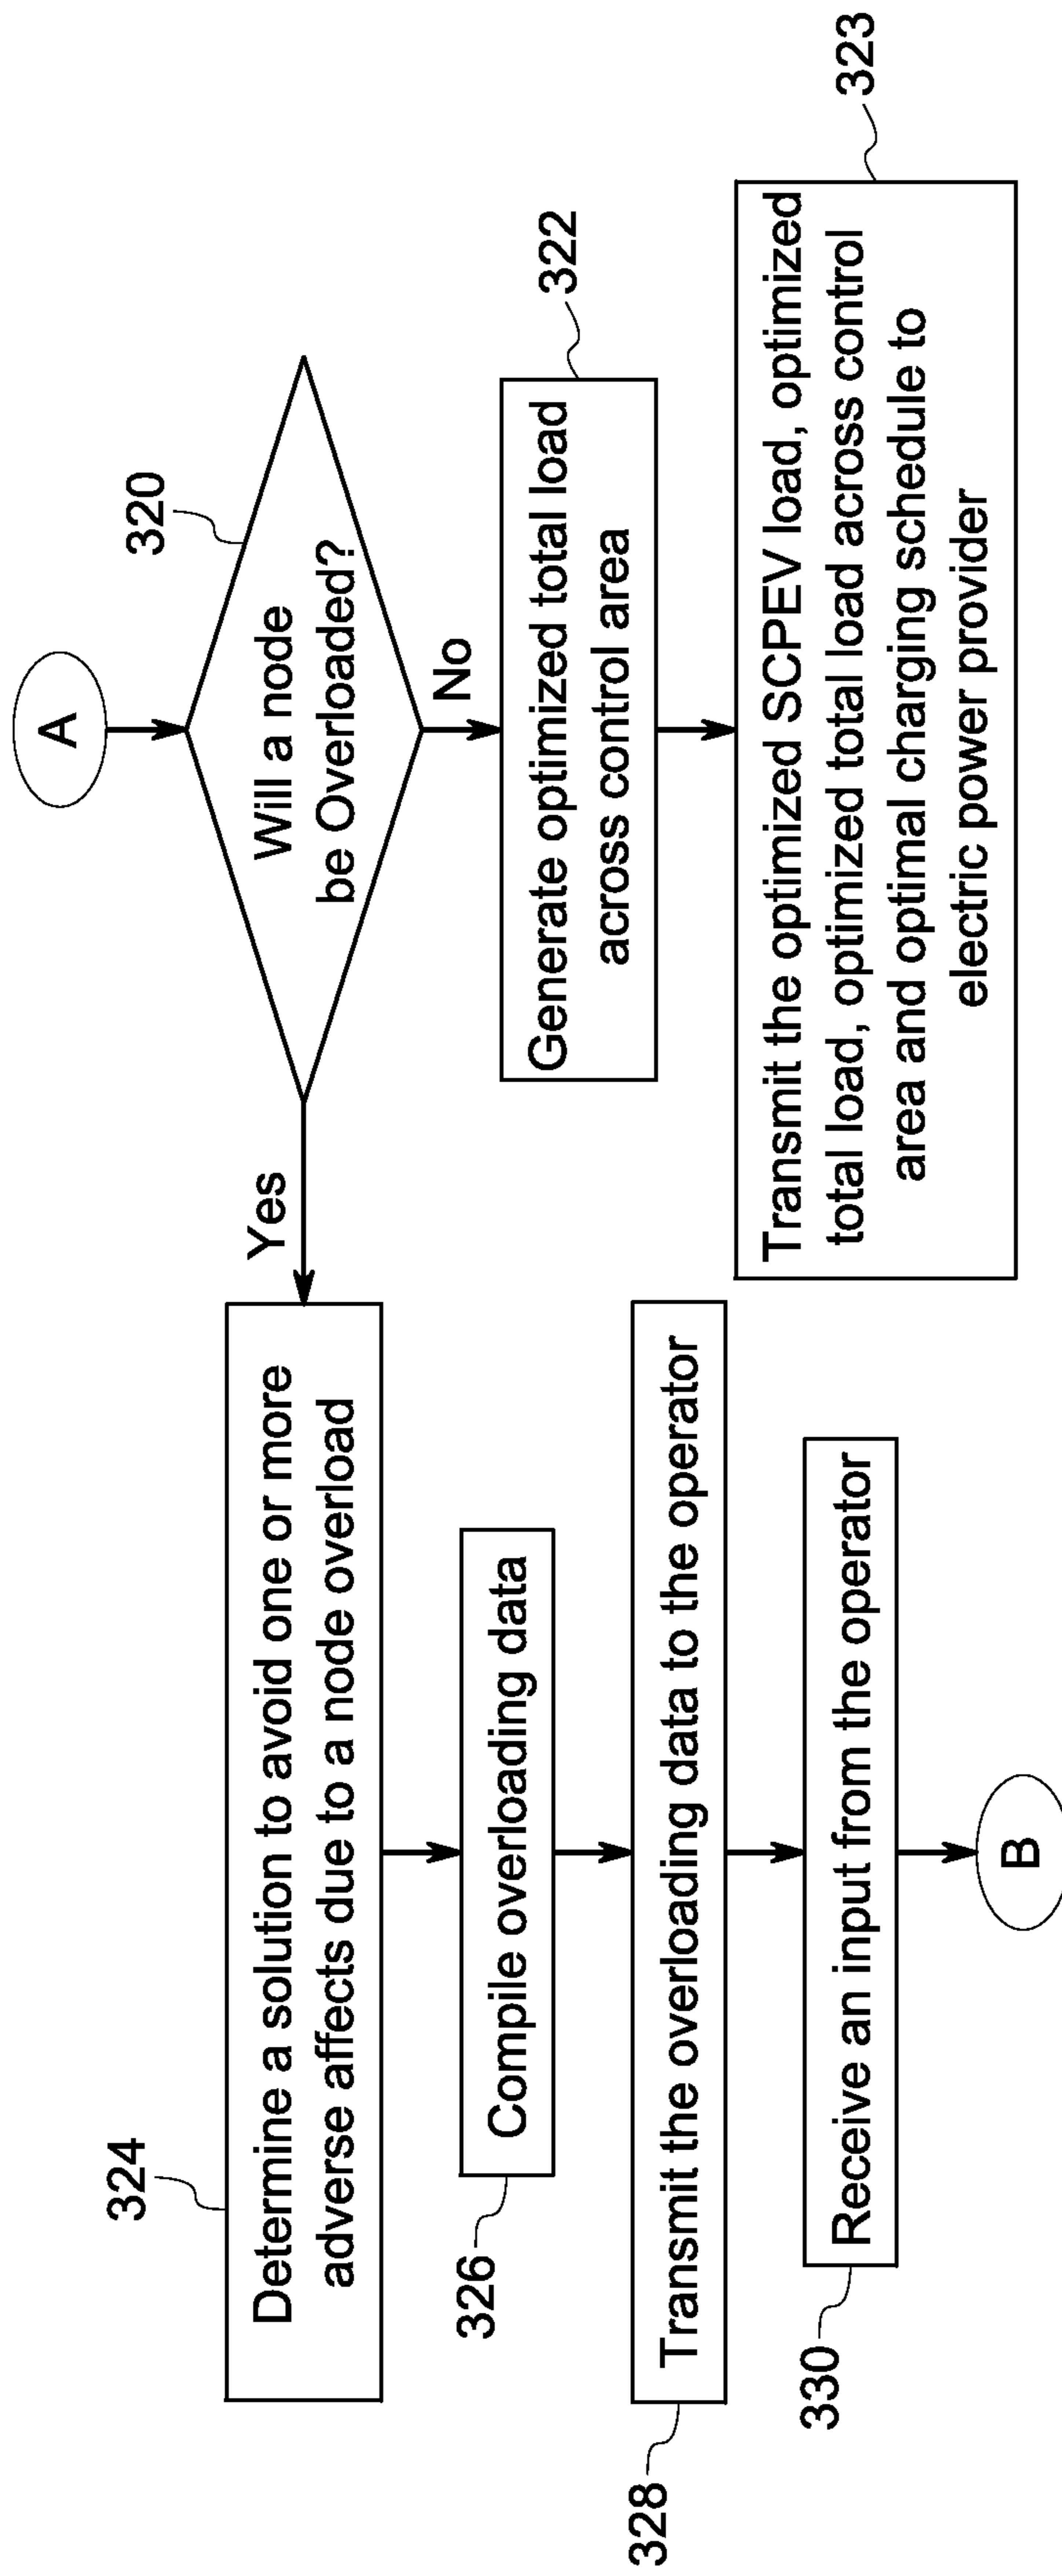 A
320
Will a node
be Overloaded?
Yes
No
322
Generate optimized total load
across control area
323
Transmit the optimized SCPEV load, optimized
total load, optimized total load across control
area and optimal charging schedule to
electric power provider
324
Determine a solution to avoid one or more
adverse affects due to a node overload
326
Compile overloading data
328
Transmit the overloading data to the operator
330
Receive an input from the operator
B